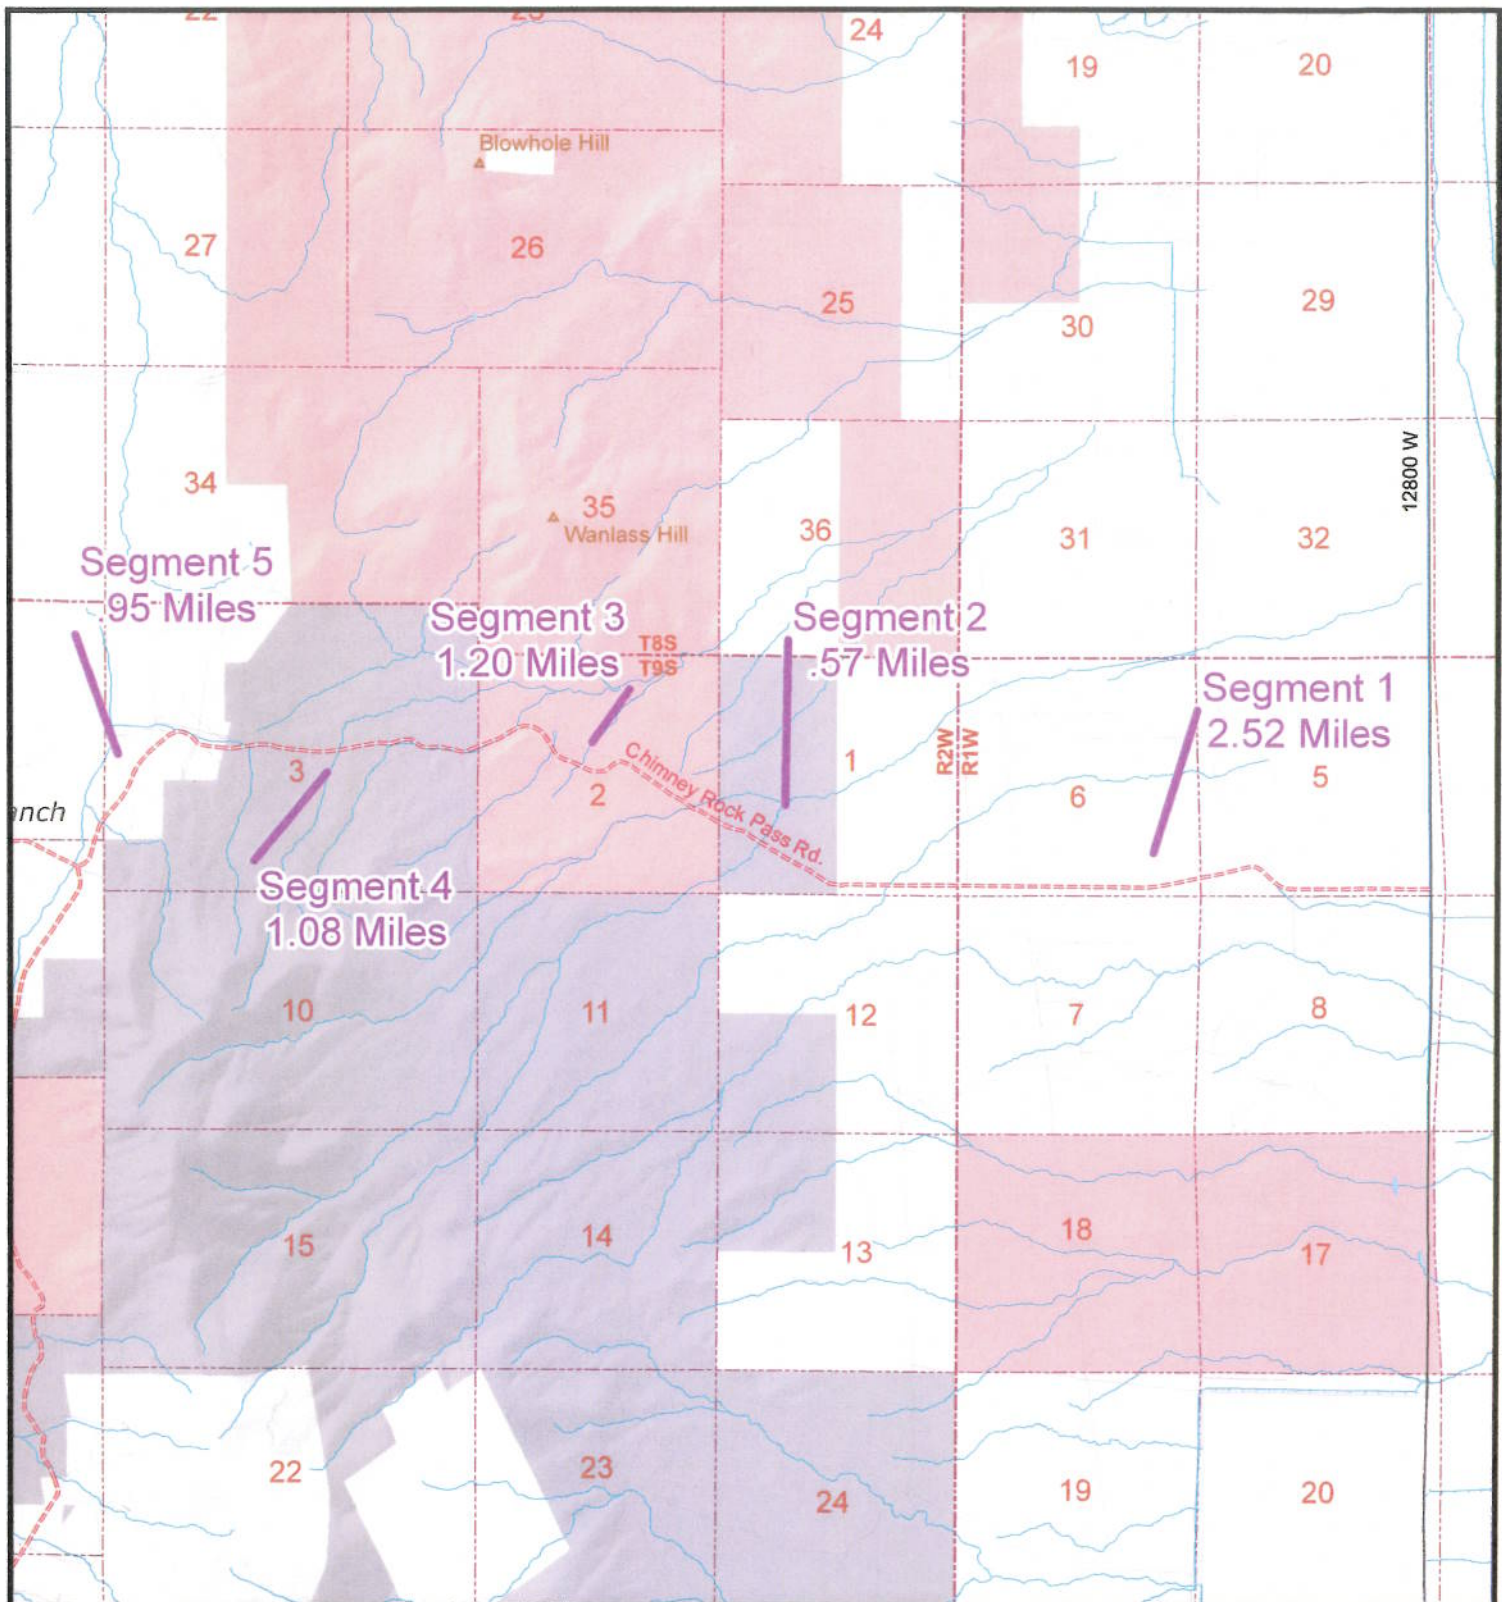 22
23
24
19
20
Blowhole Hill
27
26
25
30
29
34
35
Wanlass Hill
36
31
32
12800 W
Segment 5
.95 Miles
Segment 3
1.20 Miles
T8S
T9S
Segment 2
.57 Miles
Segment 1
2.52 Miles
R2W
R1W
3
2
Chimney Rock Pass Rd.
1
6
5
anch
Segment 4
1.08 Miles
10
11
12
7
8
15
14
13
18
17
22
23
24
19
20